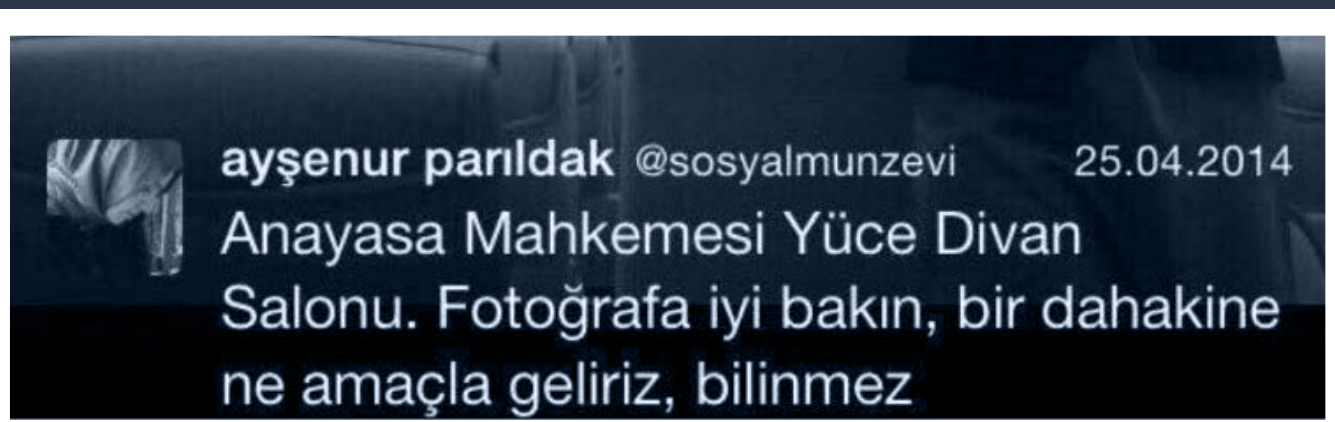 ayşenur parıldak @sosyalmunzevi 25.04.2014
Anayasa Mahkemesi Yüce Divan
Salonu. Fotoğrafa iyi bakın, bir dahakine
ne amaçla geliriz, bilinmez